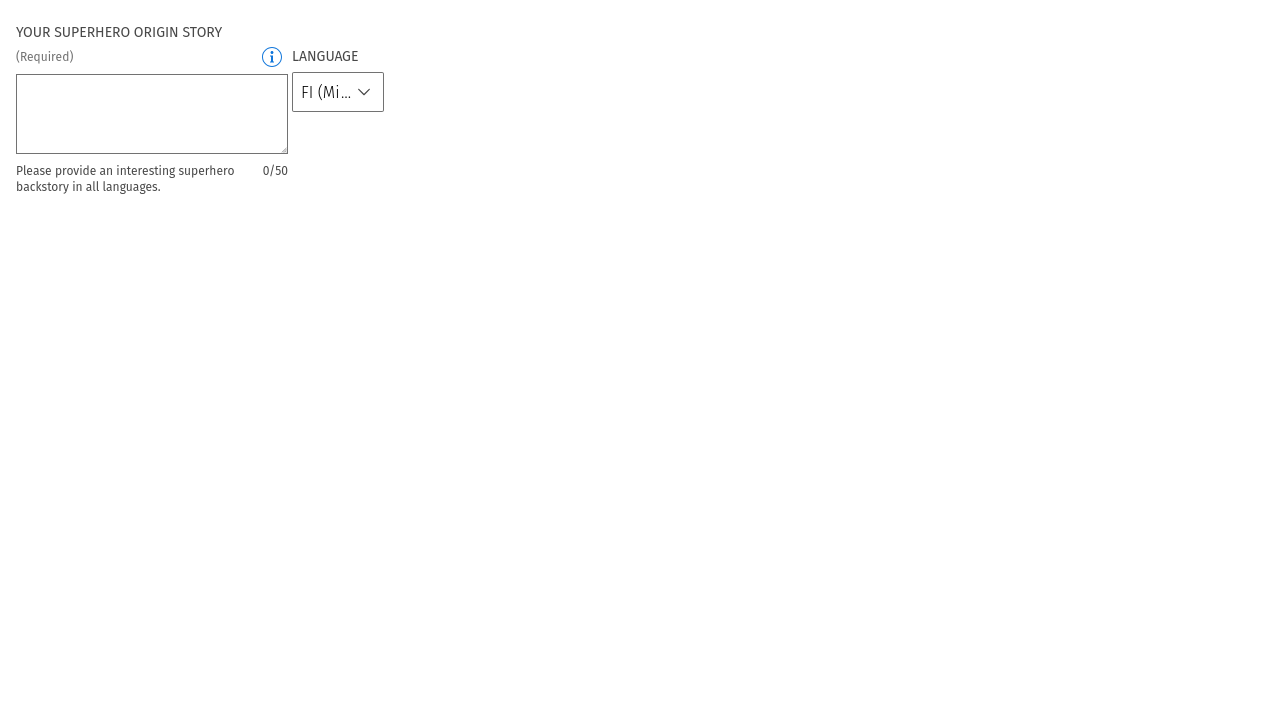 YOUR SUPERHERO ORIGIN STORY
(Required)
LANGUAGE
FI (Mi...
Please provide an interesting superhero 0/50
backstory in all languages.